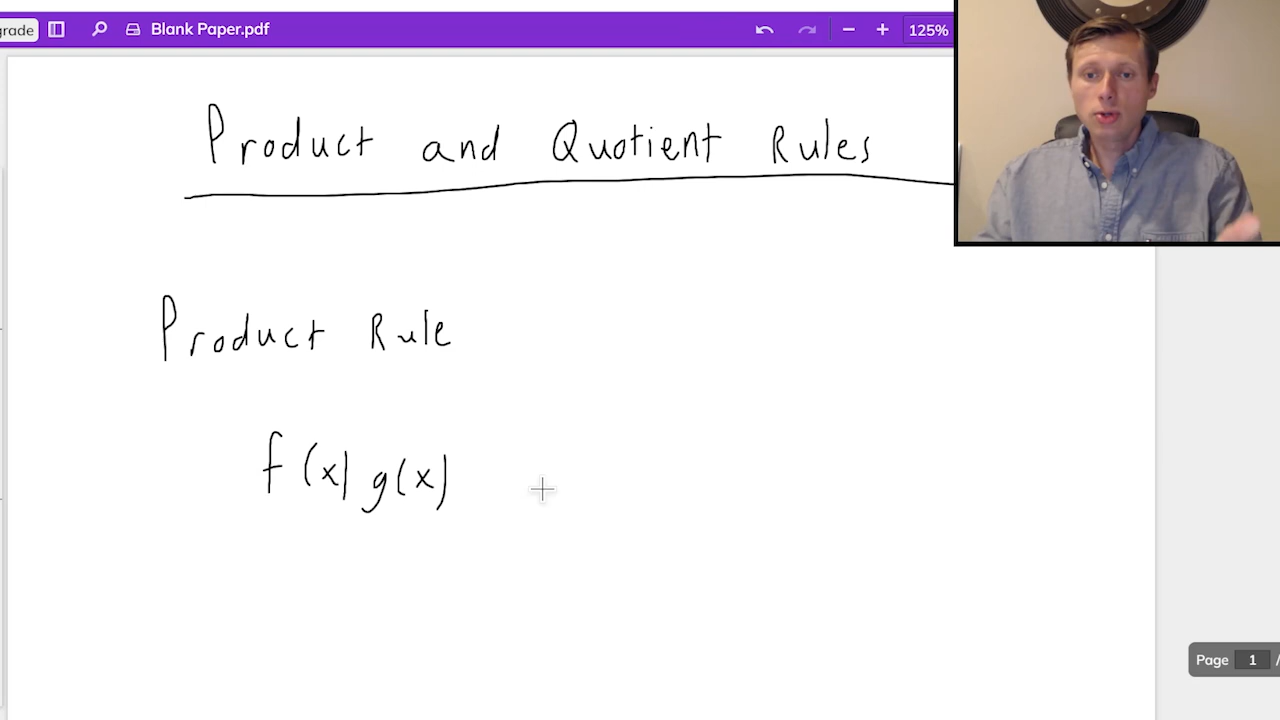 grade
Blank Paper.pdf
125%
Product and Quotient Rules
Product Rule
f(x) g(x)
Page 1 /